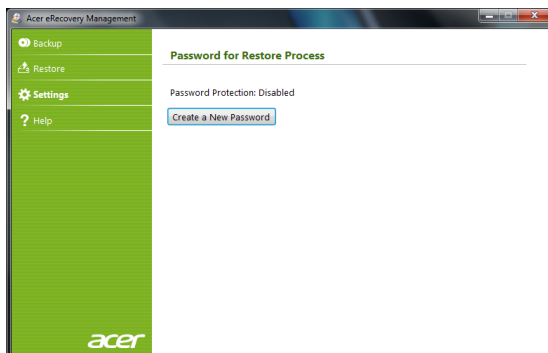 Acer eRecovery Management
Backup
Restore
Settings
Help
Password for Restore Process
Password Protection: Disabled
Create a New Password
acer